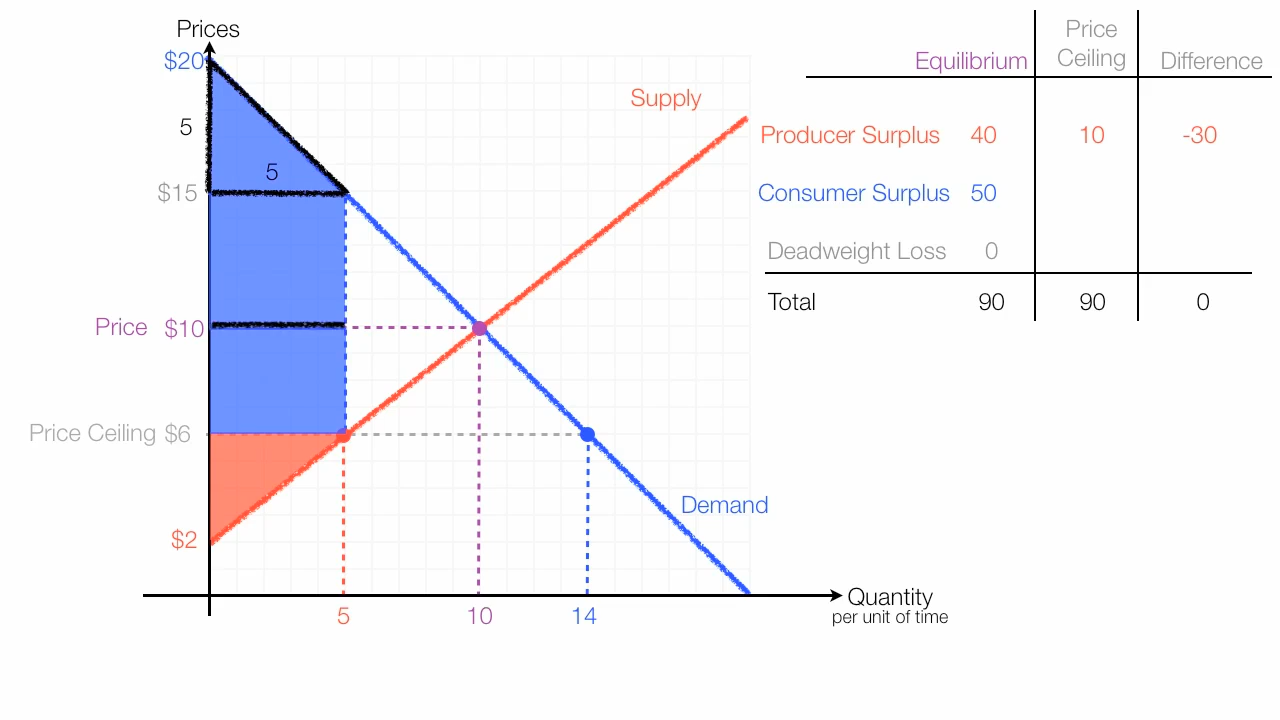 Prices
$20
5
5
$15
Price $10
Price Ceiling $6
$2
5 10 14
Quantity
per unit of time
Supply
Demand
Equilibrium Price Ceiling Difference
Producer Surplus 40 10 -30
Consumer Surplus 50
Deadweight Loss 0
Total 90 90 0